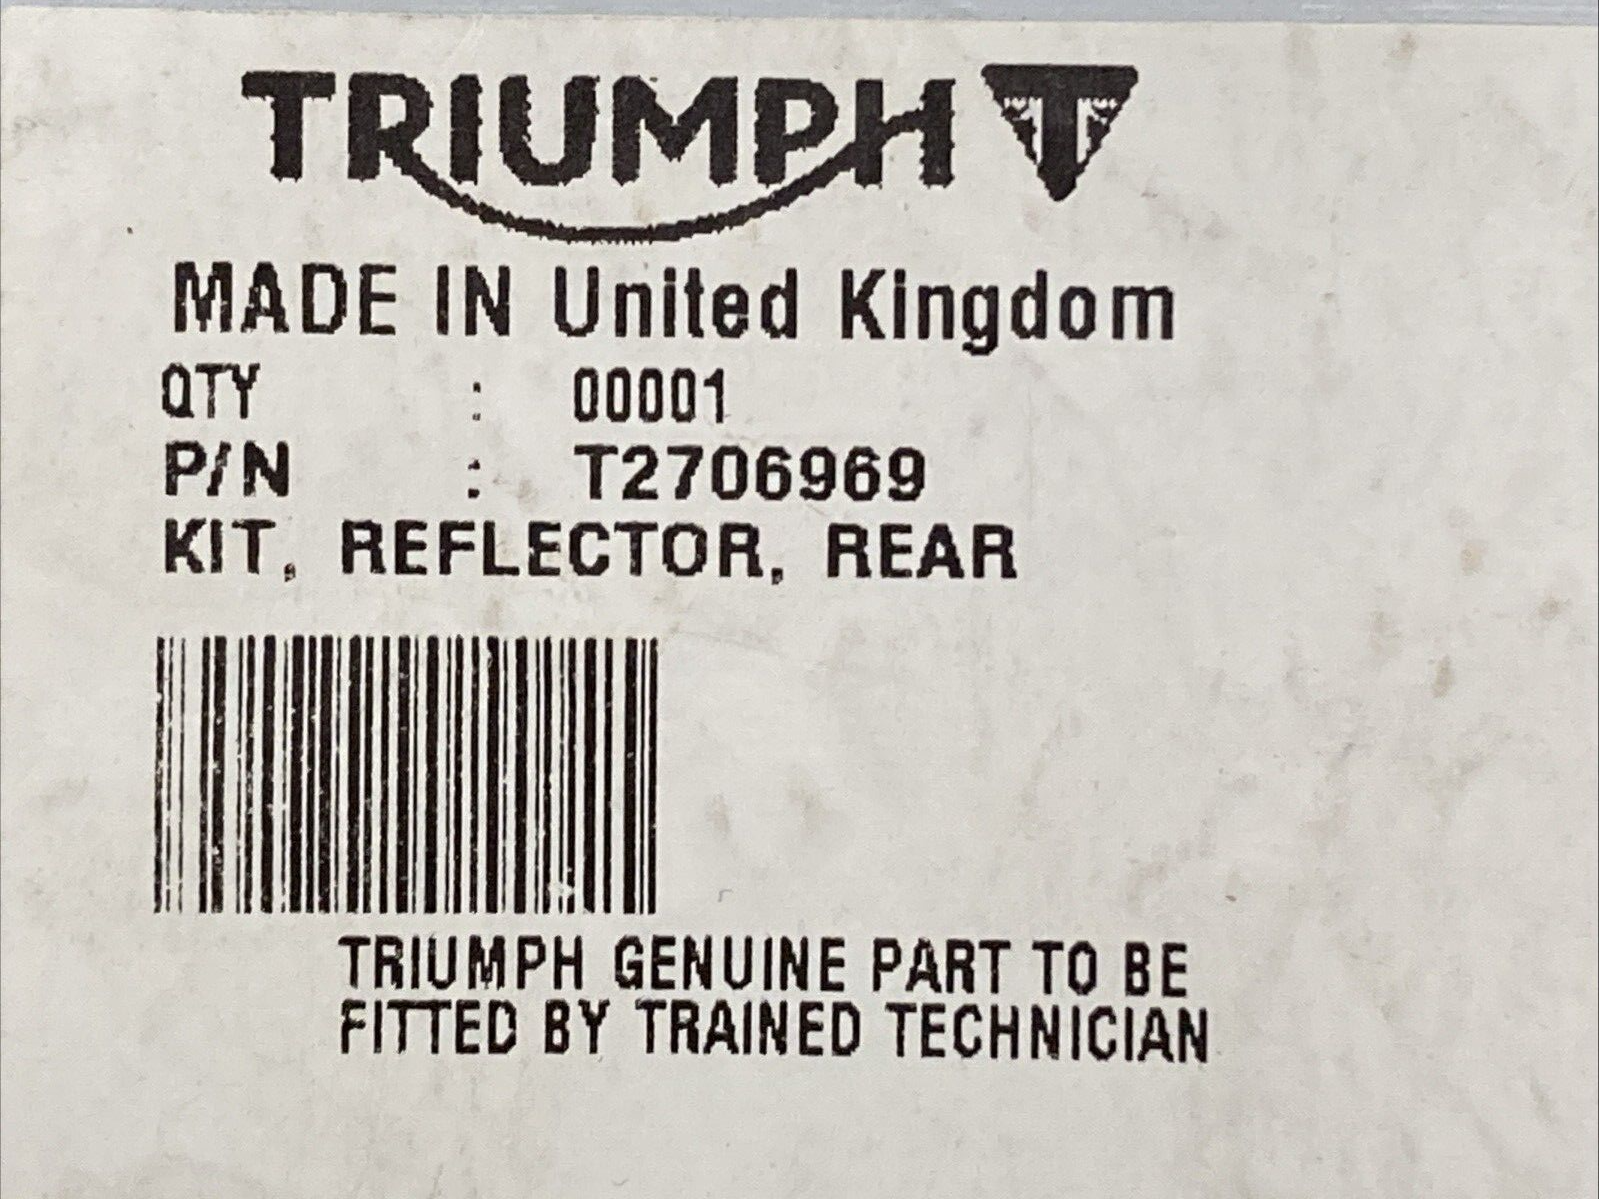 TRIUMPH T
MADE IN United Kingdom
QTY : 00001
P/N : T2706969
KIT, REFLECTOR, REAR
TRIUMPH GENUINE PART TO BE
FITTED BY TRAINED TECHNICIAN